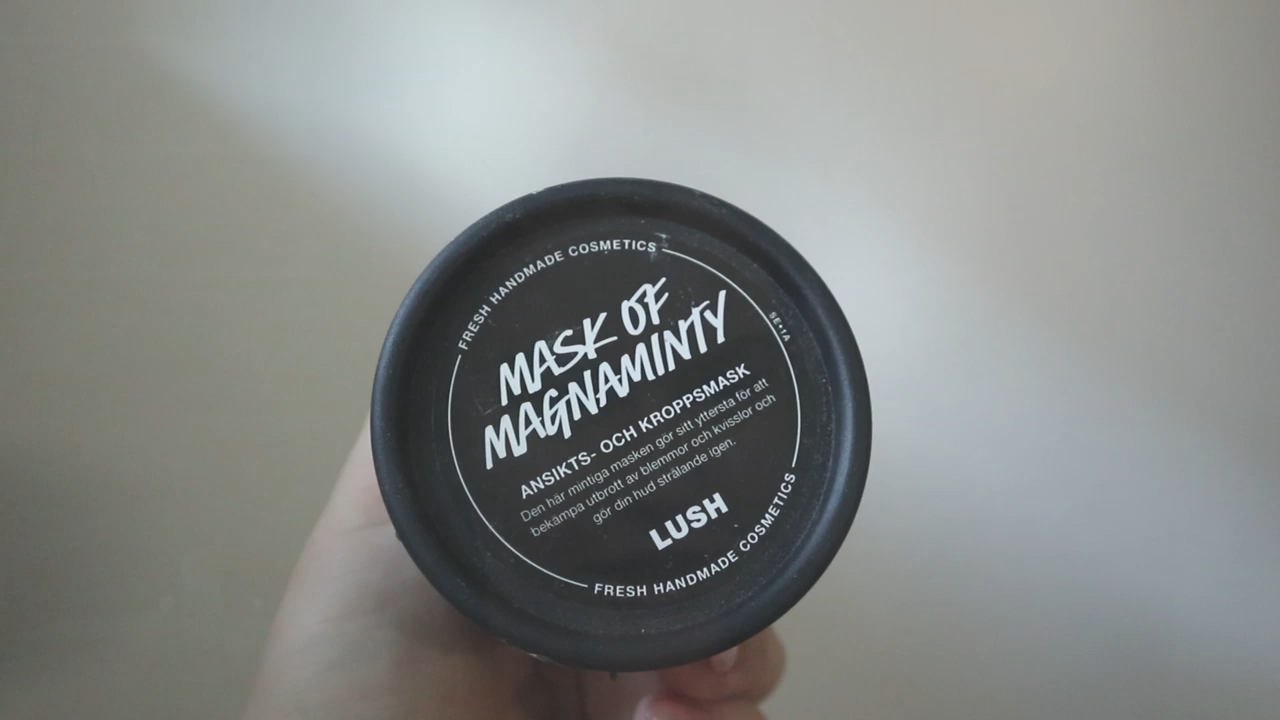 FRESH HANDMADE COSMETICS
SE•1A
MASK OF
MAGNAMINTY
ANSIKTS- OCH KROPPSMASK
Den här mintiga masken gör sitt yttersta för att
bekämpa utbrott av blemmor och kvisslor och
gör din hud strålande igen.
LUSH
FRESH HANDMADE COSMETICS